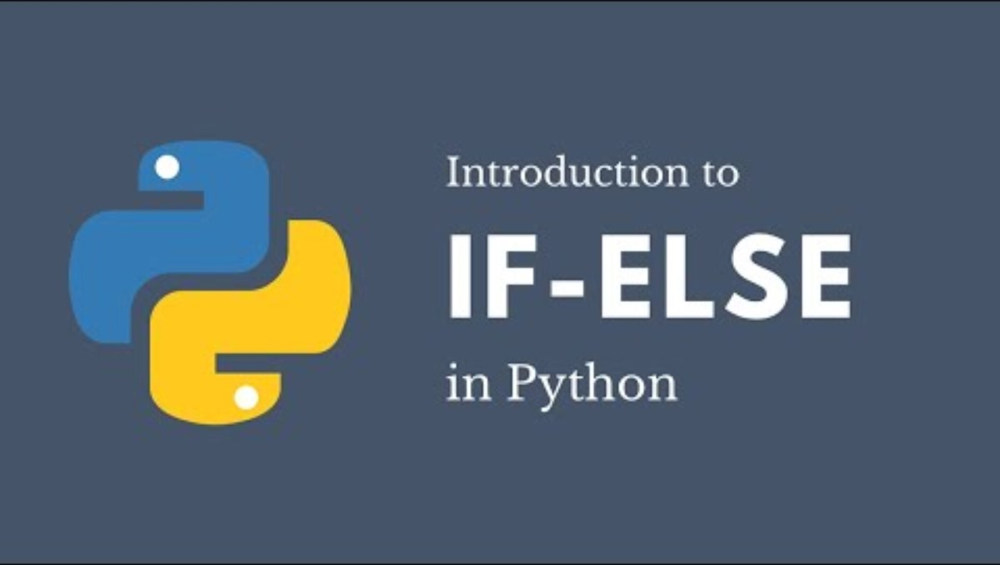 Introduction to
IF-ELSE
in Python